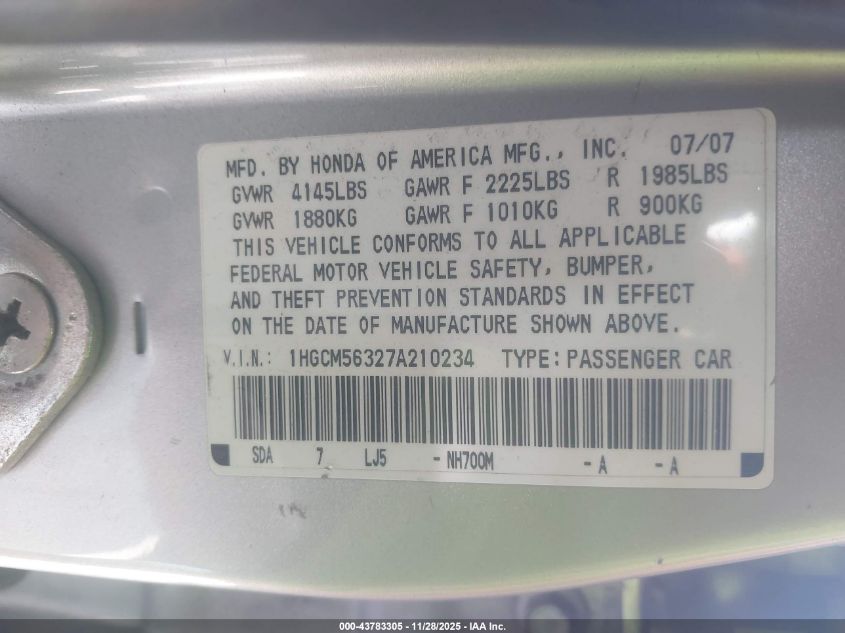 MFD. BY HONDA OF AMERICA MFG., INC. 07/07
GVWR 4145LBS GAWR F 2225LBS R 1985LBS
GVWR 1880KG GAWR F 1010KG R 900KG
THIS VEHICLE CONFORMS TO ALL APPLICABLE
FEDERAL MOTOR VEHICLE SAFETY, BUMPER,
AND THEFT PREVENTION STANDARDS IN EFFECT
ON THE DATE OF MANUFACTURE SHOWN ABOVE.
V.I.N.: 1HGCM56327A210234 TYPE: PASSENGER CAR
SDA 7 LJ5 - NH700M - A - A
000-43783305 - 11/28/2025 - IAA Inc.